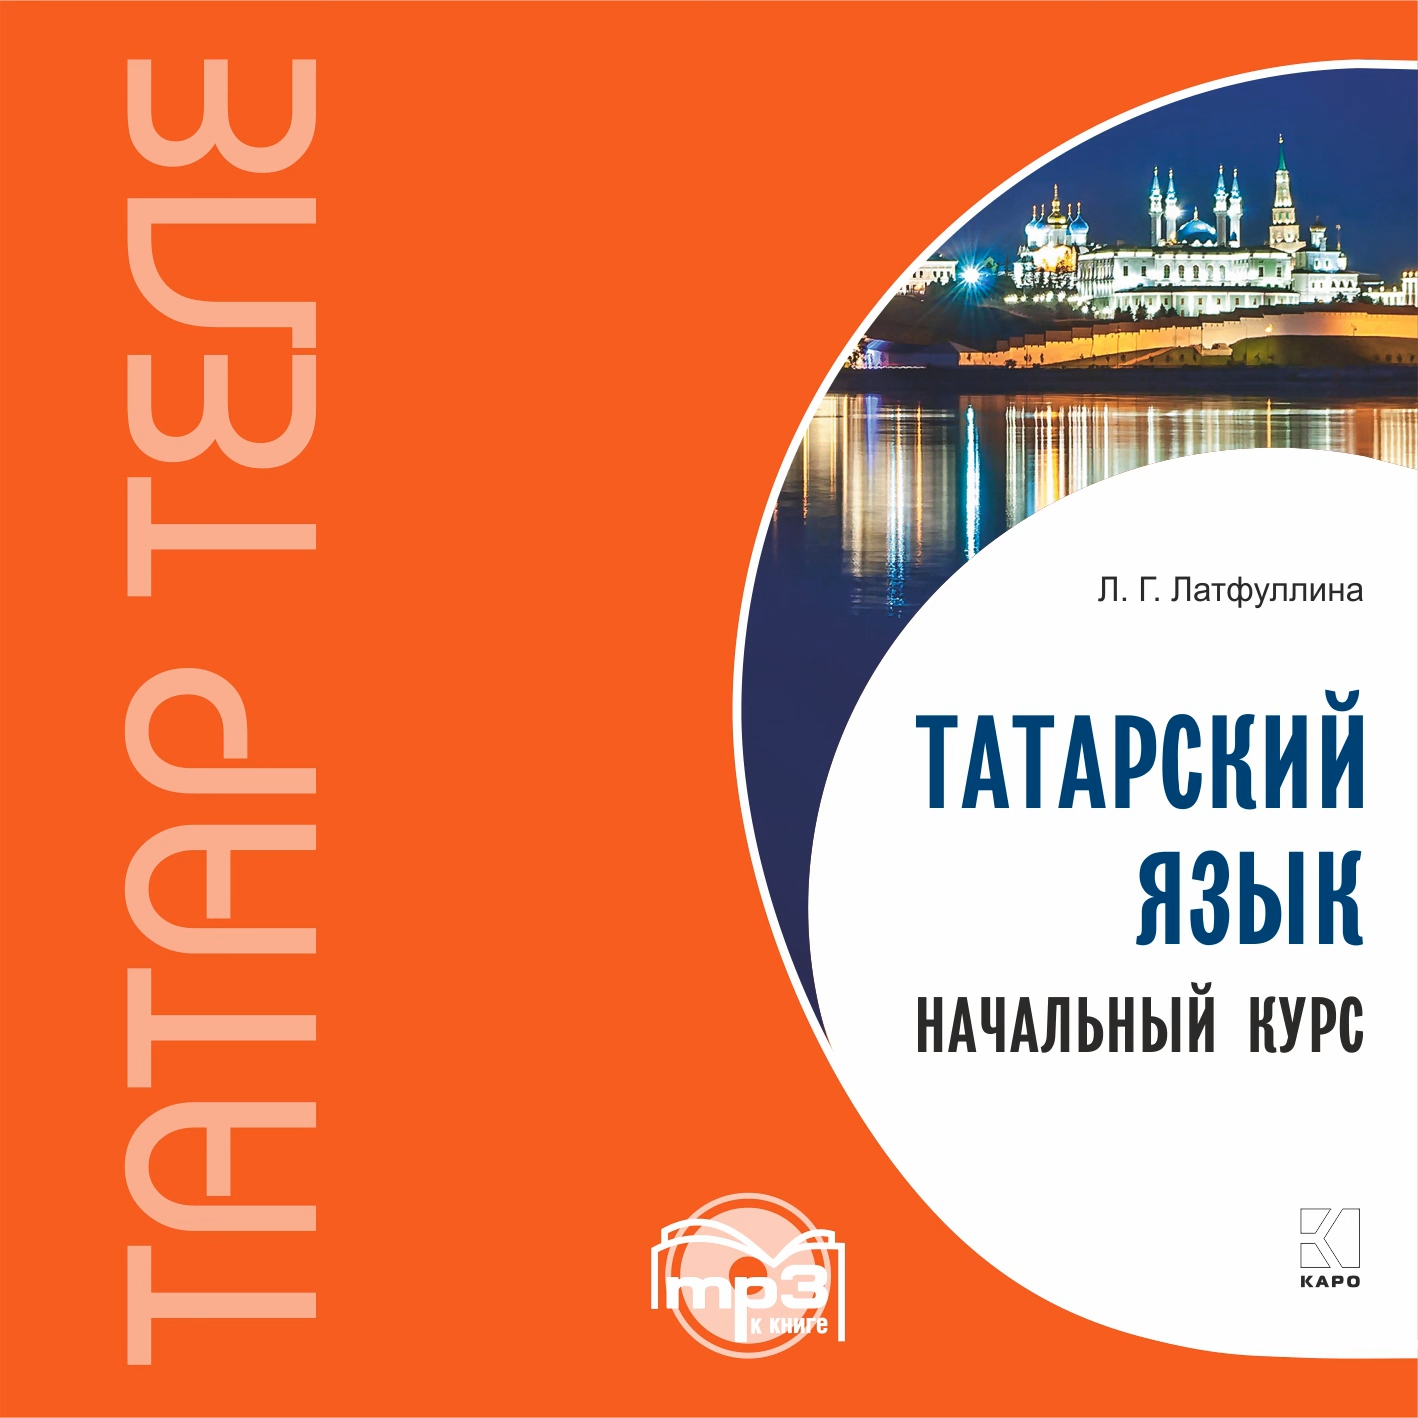 ТАТАР ТЕЛЕ
Л. Г. Латфуллина
ТАТАРСКИЙ
ЯЗЫК
НАЧАЛЬНЫЙ КУРС
mp3
к книге
КАРО